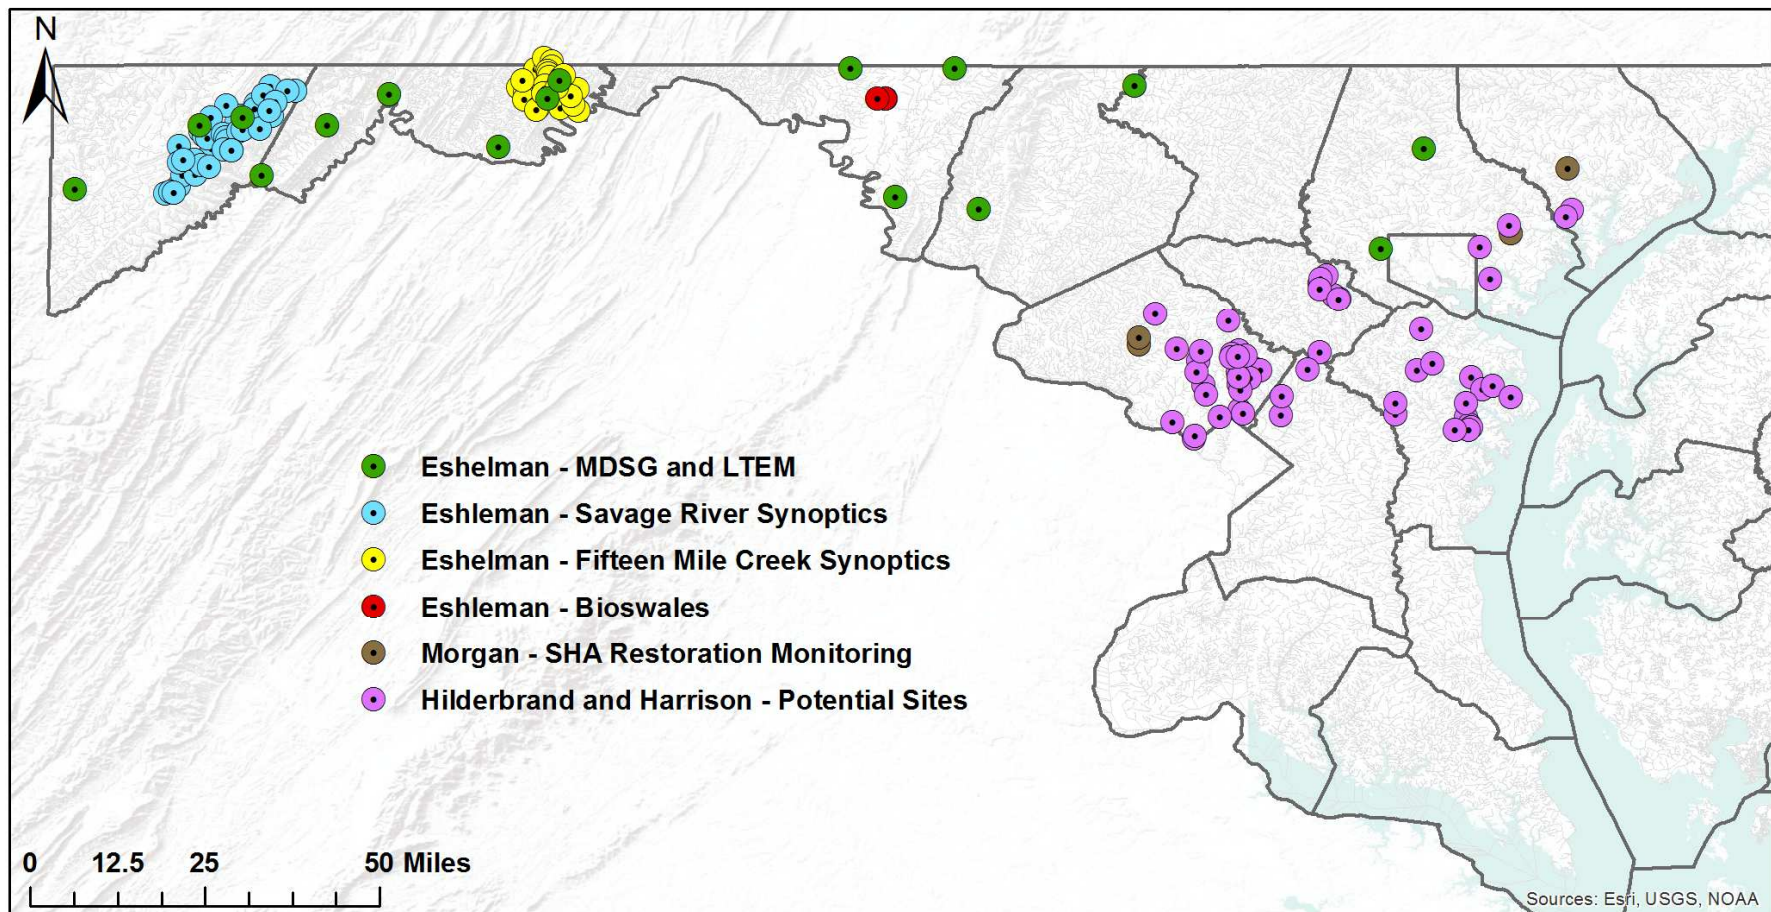 N
Eshelman - MDSG and LTEM
Eshleman - Savage River Synoptics
Eshelman - Fifteen Mile Creek Synoptics
Eshleman - Bioswales
Morgan - SHA Restoration Monitoring
Hilderbrand and Harrison - Potential Sites
0 12.5 25 50 Miles
Sources: Esri, USGS, NOAA